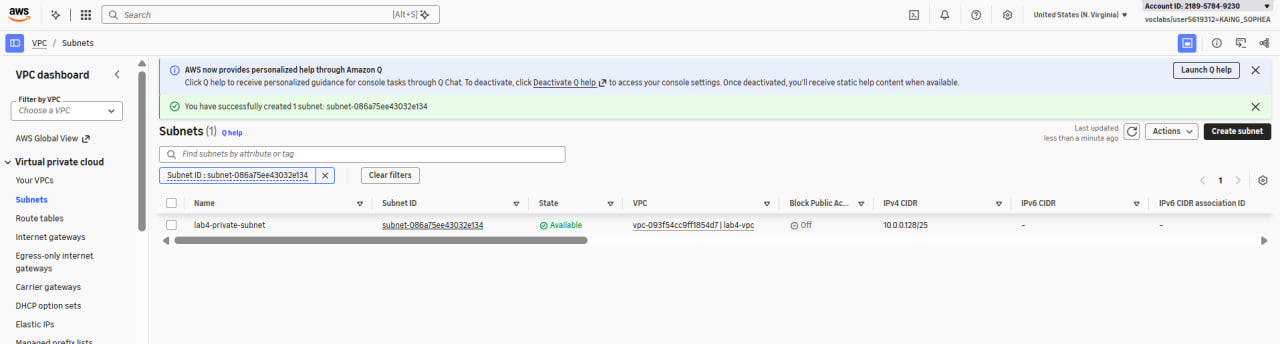 aws
Search
[Alt+S]
United States (N. Virginia) ▼
Account ID: 2189-5784-9230
voclabs/user5619312=KAING_SOPHEA
VPC / Subnets
VPC dashboard
AWS now provides personalized help through Amazon Q
Click Q help to receive personalized guidance for console tasks through Q Chat. To deactivate, click Deactivate Q help to access your console settings. Once deactivated, you'll receive static help content when available.
Launch Q help
You have successfully created 1 subnet: subnet-086a75ee43032e134
Filter by VPC
Choose a VPC
AWS Global View
Virtual private cloud
Your VPCs
Subnets
Route tables
Internet gateways
Egress-only internet
gateways
Carrier gateways
DHCP option sets
Elastic IPs
Managed prefix lists
Subnets (1)
Q help
Last updated
less than a minute ago
Actions
Create subnet
Find subnets by attribute or tag
Subnet ID : subnet-086a75ee43032e134
Clear filters
1
Name Subnet ID State VPC Block Public Ac... IPv4 CIDR IPv6 CIDR IPv6 CIDR association ID
lab4-private-subnet subnet-086a75ee43032e134 Available vpc-093f54cc9ff1854d7 | lab4-vpc Off 10.0.0.128/25 – –